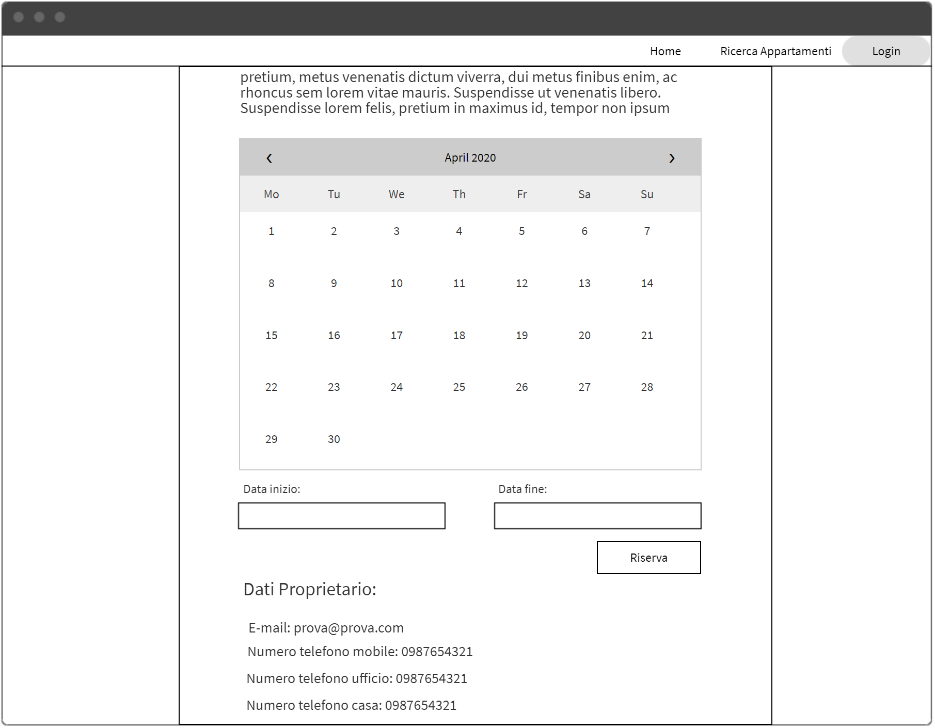 Home Ricerca Appartamenti Login
pretium, metus venenatis dictum viverra, dui metus finibus enim, ac
rhoncus sem lorem vitae mauris. Suspendisse ut venenatis libero.
Suspendisse lorem felis, pretium in maximus id, tempor non ipsum
‹ April 2020 ›
Mo Tu We Th Fr Sa Su
1 2 3 4 5 6 7
8 9 10 11 12 13 14
15 16 17 18 19 20 21
22 23 24 25 26 27 28
29 30
Data inizio: Data fine:
Riserva
Dati Proprietario:
E-mail: prova@prova.com
Numero telefono mobile: 0987654321
Numero telefono ufficio: 0987654321
Numero telefono casa: 0987654321